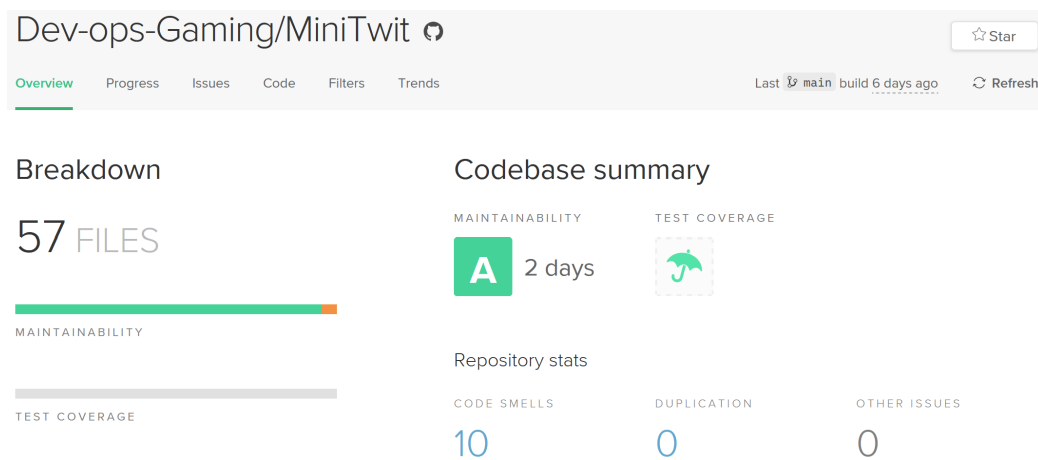 Dev-ops-Gaming/MiniTwit
Star
Overview Progress Issues Code Filters Trends
Last main build 6 days ago Refresh
Breakdown
57 FILES
MAINTAINABILITY
TEST COVERAGE
Codebase summary
MAINTAINABILITY TEST COVERAGE
A 2 days
Repository stats
CODE SMELLS DUPLICATION OTHER ISSUES
10 0 0